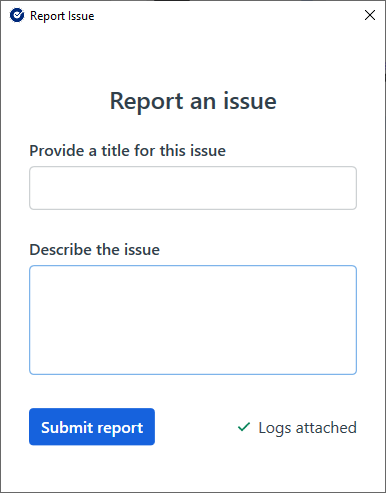 Report Issue
Report an issue
Provide a title for this issue
Describe the issue
Submit report
Logs attached